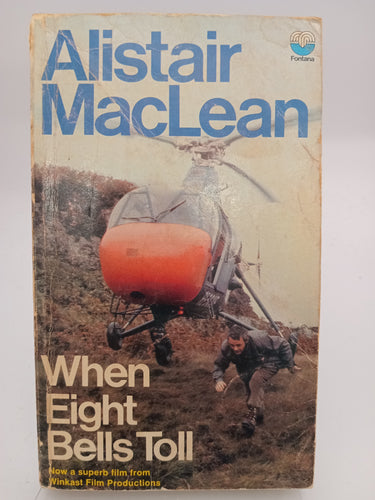 Alistair
MacLean
Fontana
When
Eight
Bells Toll
Now a superb film from
Winkast Film Productions